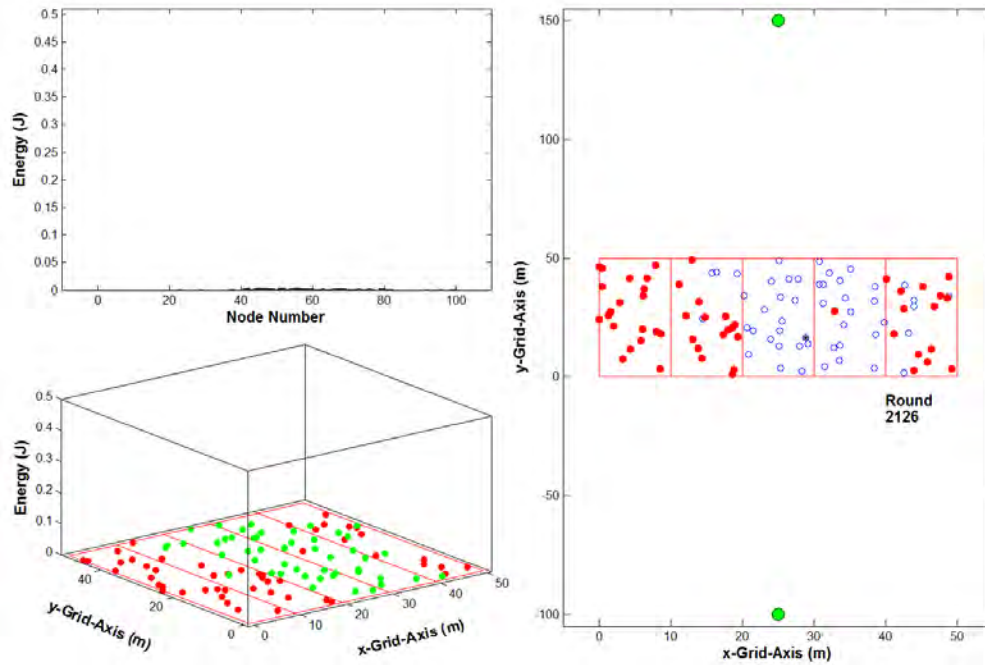 0.5
0.45
0.4
0.35
0.3
0.25
0.2
0.15
0.1
0.05
0
Energy (J)
0 20 40 60 80 100
Node Number
0.5
0.4
0.3
0.2
0.1
0
Energy (J)
40
20
0
y-Grid-Axis (m)
0 10 20 30 40 50
x-Grid-Axis (m)
150
100
50
0
-50
-100
y-Grid-Axis (m)
Round
2126
0 10 20 30 40 50
x-Grid-Axis (m)